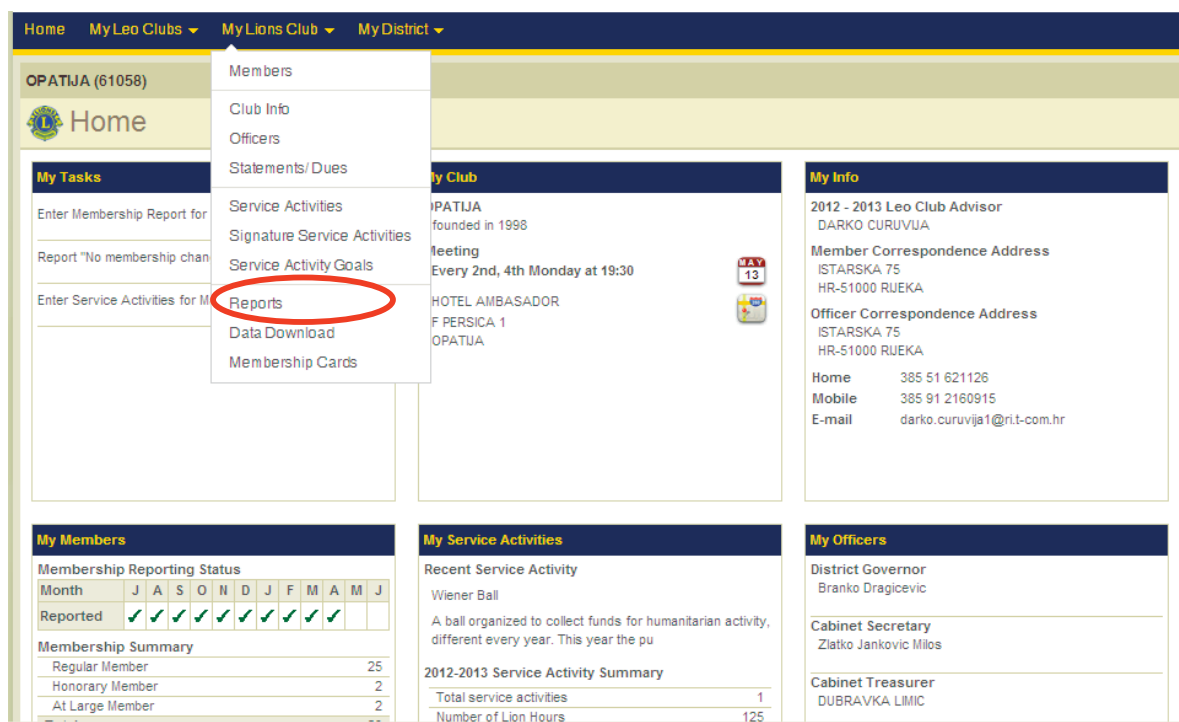 Home My Leo Clubs My Lions Club My District
OPATIJA (61058)
Home
Members
Club Info
Officers
Statements/ Dues
Service Activities
Signature Service Activities
Service Activity Goals
Reports
Data Download
Membership Cards
My Tasks
Enter Membership Report for
Report "No membership
Enter Service Activities for
Club
founded in 1998
Every 2nd, 4th Monday at 19:30
HOTEL AMBASADOR
F PERSICA 1
OPATIJA
MAY
13
My Info
2012 - 2013 Leo Club Advisor
DARKO CURUVIJA
Member Correspondence Address
ISTARSKA 75
HR-51000 RIJEKA
Officer Correspondence Address
ISTARSKA 75
HR-51000 RIJEKA
Home 385 51 621126
Mobile 385 91 2160915
E-mail darko.curuvija1@ri.t-com.hr
My Members
Membership Reporting Status
Month J A S O N D J F M A M J
Reported ✓ ✓ ✓ ✓ ✓ ✓ ✓ ✓ ✓ ✓
Membership Summary
Regular Member 25
Honorary Member 2
At Large Member 2
My Service Activities
Recent Service Activity
Wiener Ball
A ball organized to collect funds for humanitarian activity,
different every year. This year the pu
2012-2013 Service Activity Summary
Total service activities 1
Number of Lion Hours 125
My Officers
District Governor
Branko Dragicevic
Cabinet Secretary
Zlatko Jankovic Milos
Cabinet Treasurer
DUBRAVKA LIMIC